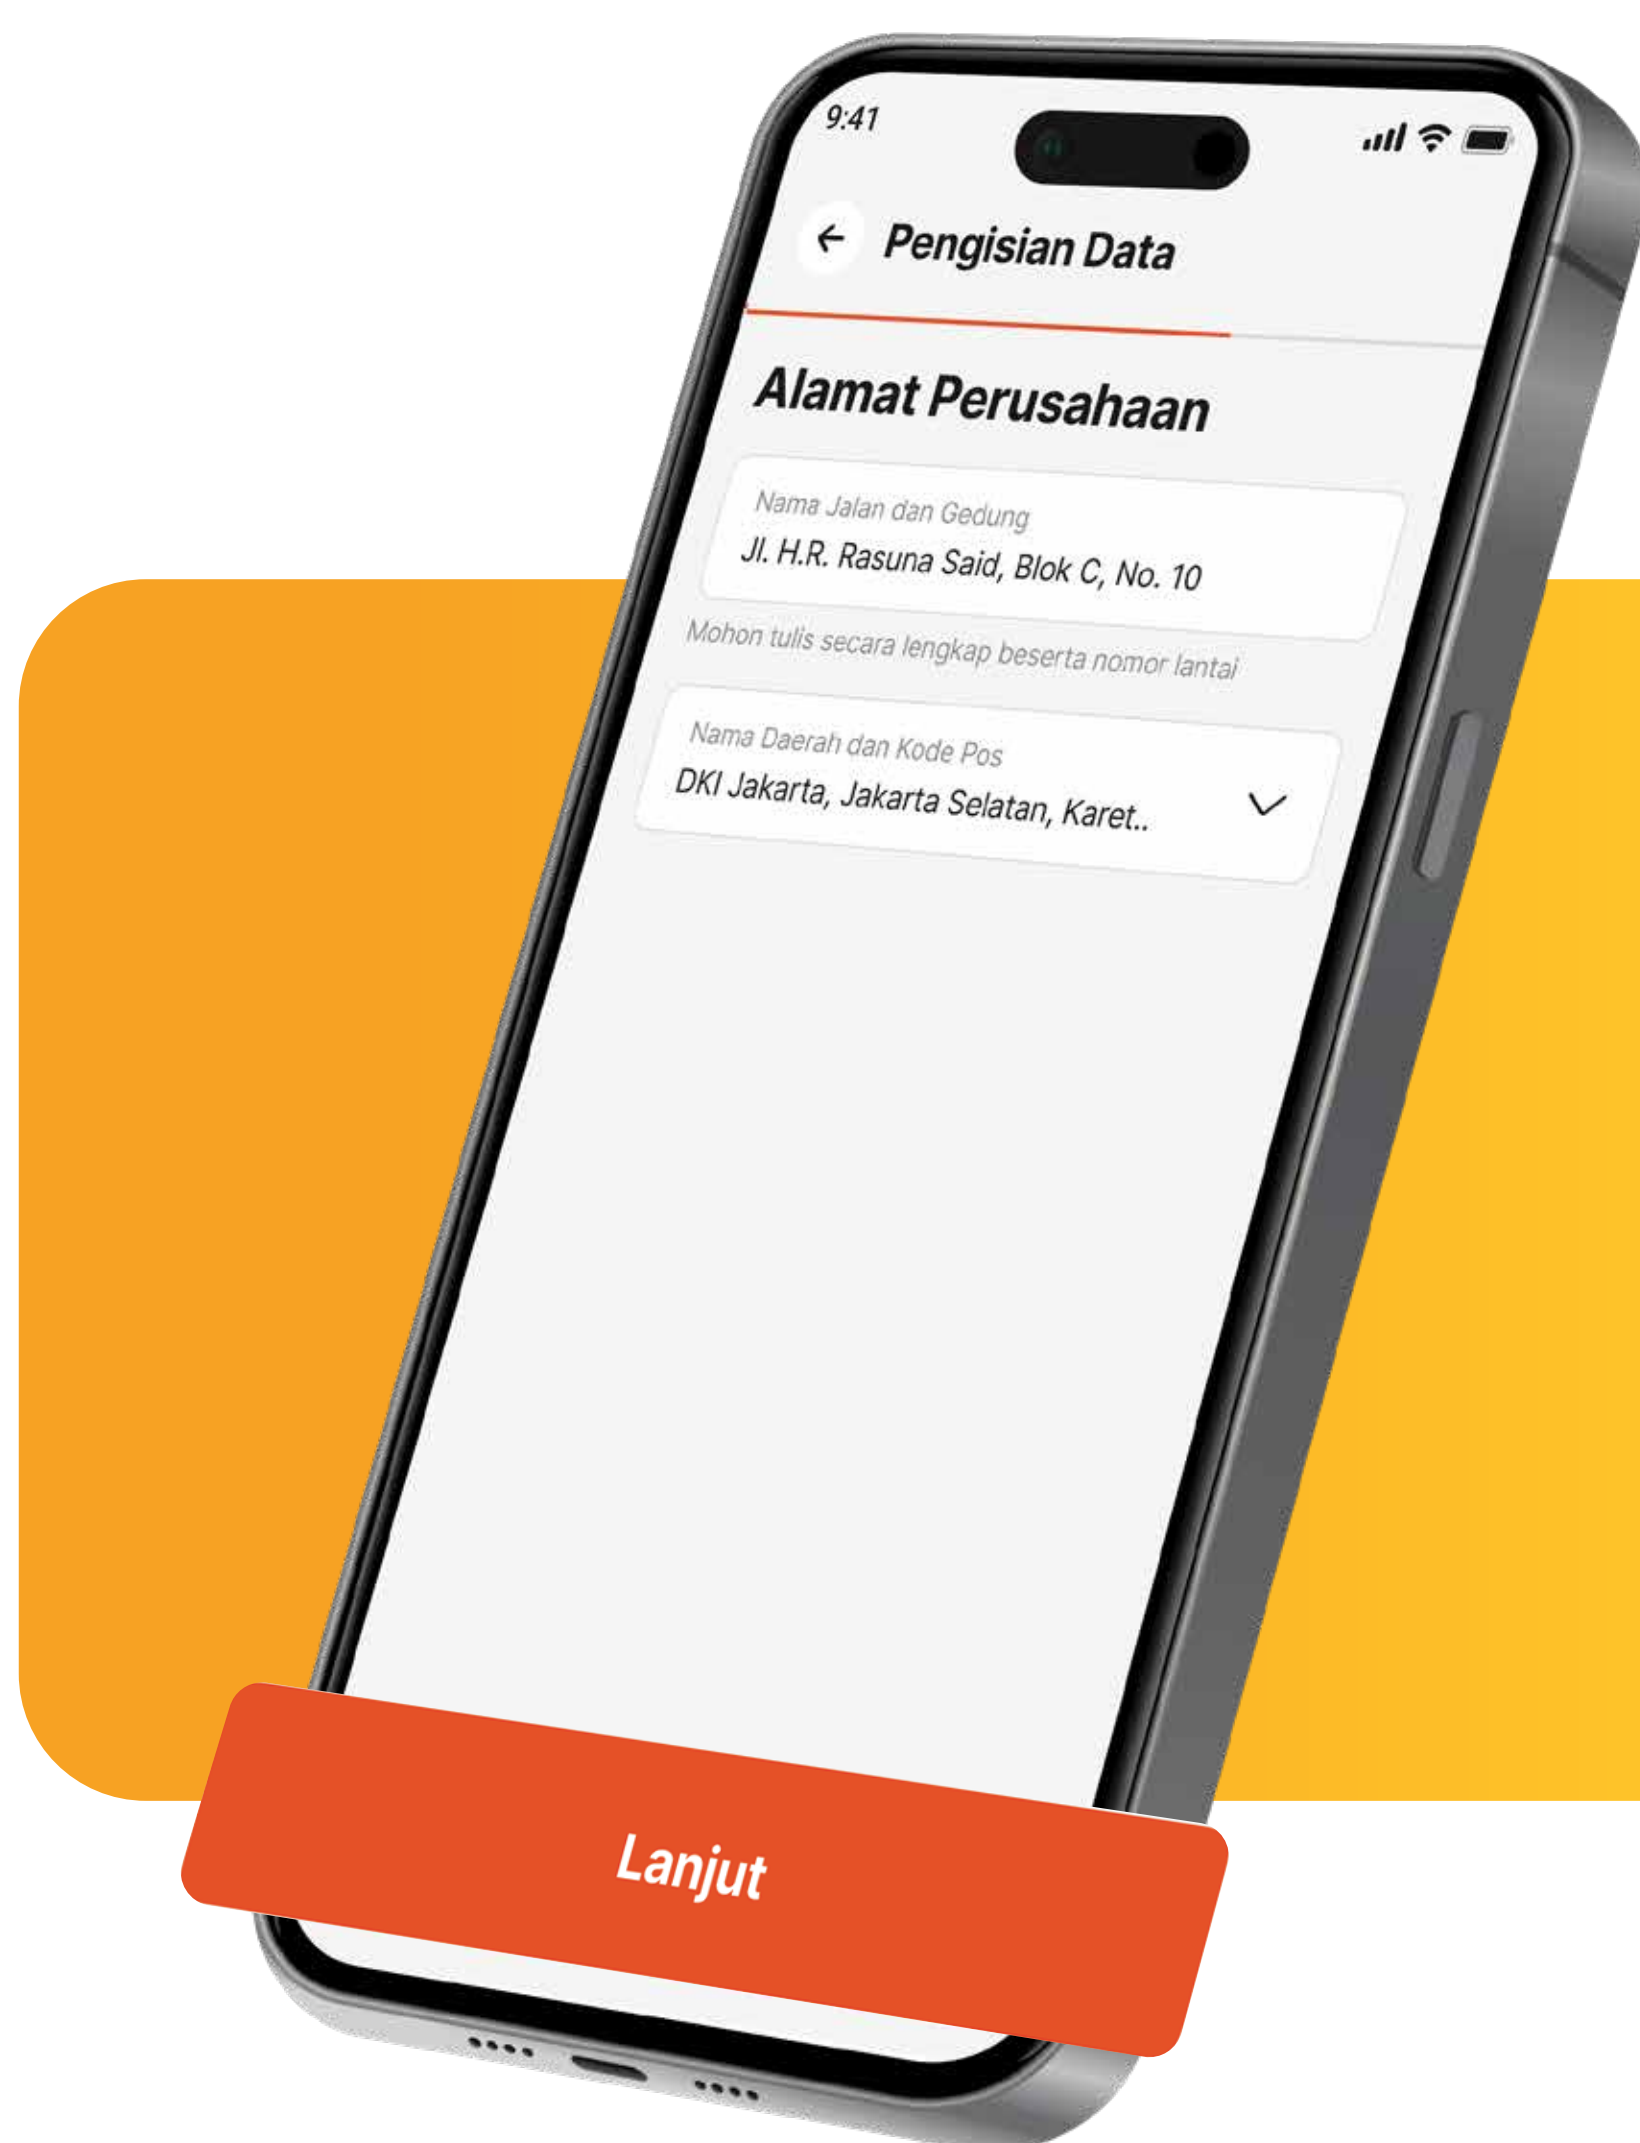 9:41
Pengisian Data
Alamat Perusahaan
Nama Jalan dan Gedung
Jl. H.R. Rasuna Said, Blok C, No. 10
Mohon tulis secara lengkap beserta nomor lantai
Nama Daerah dan Kode Pos
DKI Jakarta, Jakarta Selatan, Karet..
Lanjut